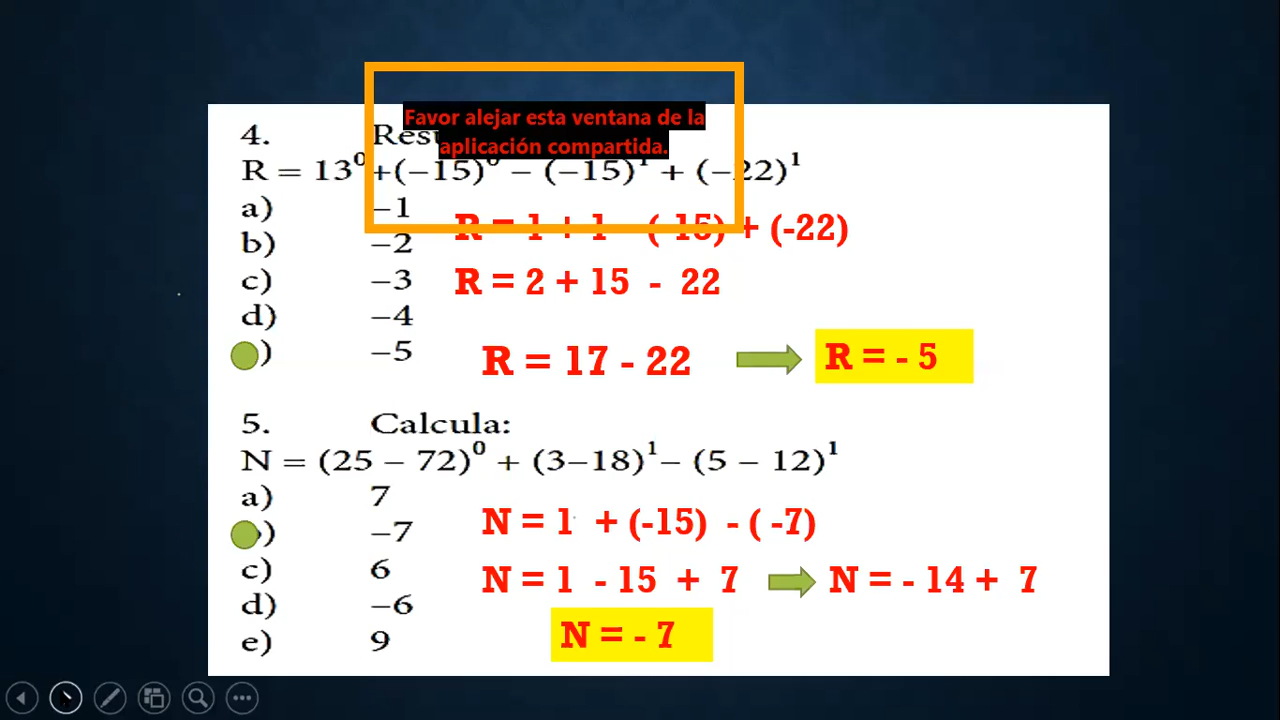 Favor alejar esta ventana de la
aplicación compartida.
4.
R = 13⁰ +(−15)⁰ − (−15)¹ + (−22)¹
a) −1
R = 1 + 1 - (-15) + (-22)
b) −2
c) −3
R = 2 + 15 - 22
d) −4
) −5
R = 17 - 22
R = - 5
5. Calcula:
N = (25 − 72)⁰ + (3−18)¹− (5 − 12)¹
a) 7
N = 1 + (-15) - ( -7)
) −7
c) 6
N = 1 - 15 + 7
N = - 14 + 7
d) −6
e) 9
N = - 7